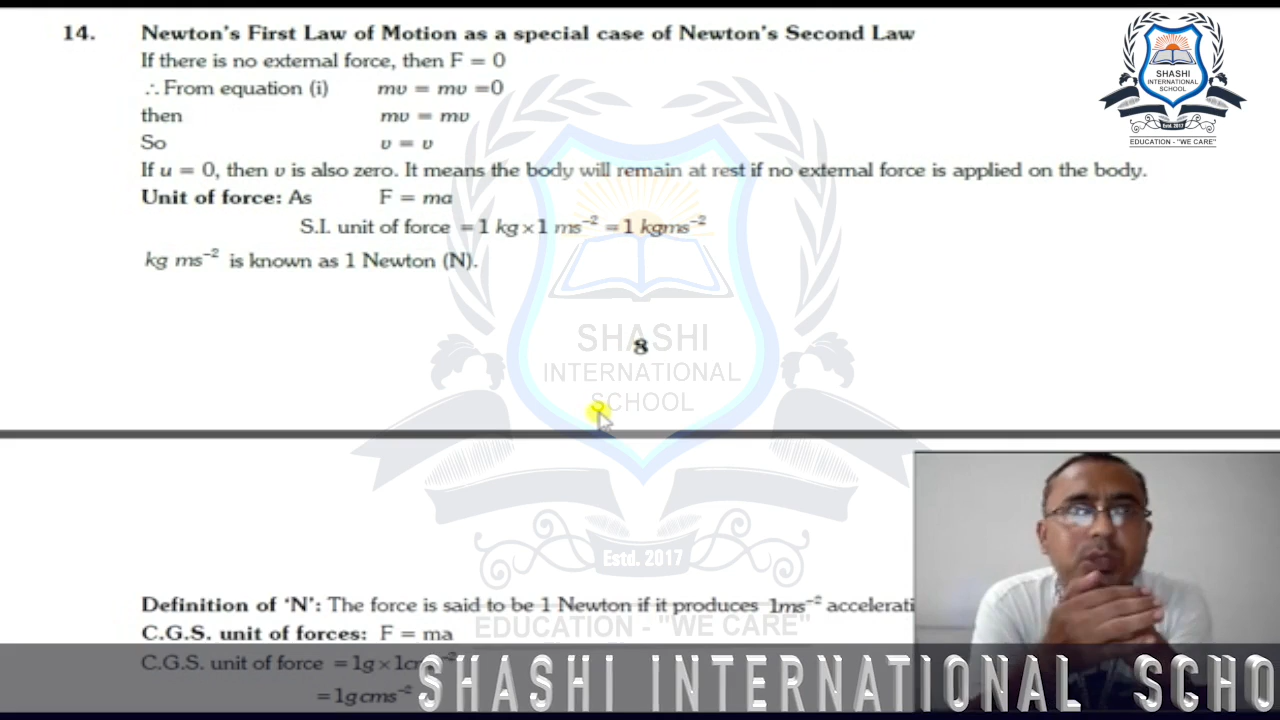 14. Newton's First Law of Motion as a special case of Newton's Second Law
If there is no external force, then F = 0
∴ From equation (i) mυ = mυ =0
then mυ = mυ
So υ = υ
If u = 0, then υ is also zero. It means the body will remain at rest if no external force is applied on the body.
Unit of force: As F = ma
S.I. unit of force = 1 kg × 1 ms⁻² = 1 kgms⁻²
kg ms⁻² is known as 1 Newton (N).
8
SHASHI
INTERNATIONAL
SCHOOL
Estd. 2017
EDUCATION - "WE CARE"
SHASHI
INTERNATIONAL
SCHOOL
Estd. 2017
EDUCATION - "WE CARE"
Definition of 'N': The force is said to be 1 Newton if it produces 1ms⁻² accelerati
C.G.S. unit of forces: F = ma
C.G.S. unit of force = 1g × 1c
= 1g cms⁻²
SHASHI INTERNATIONAL SCHO